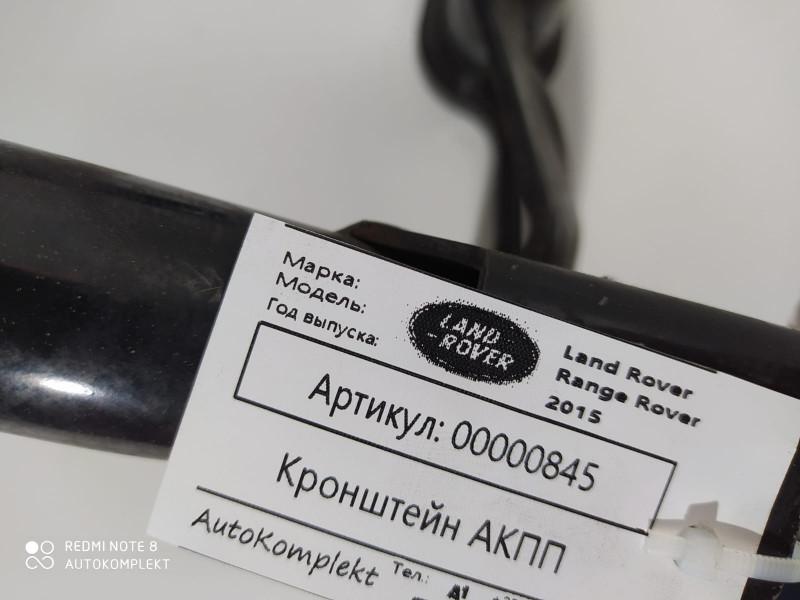 Марка:
Модель:
Год выпуска:
LAND
-ROVER
Land Rover
Range Rover
2015
Артикул: 00000845
Кронштейн АКПП
AutoKomplekt
Тел.:
REDMI NOTE 8
AUTOKOMPLEKT